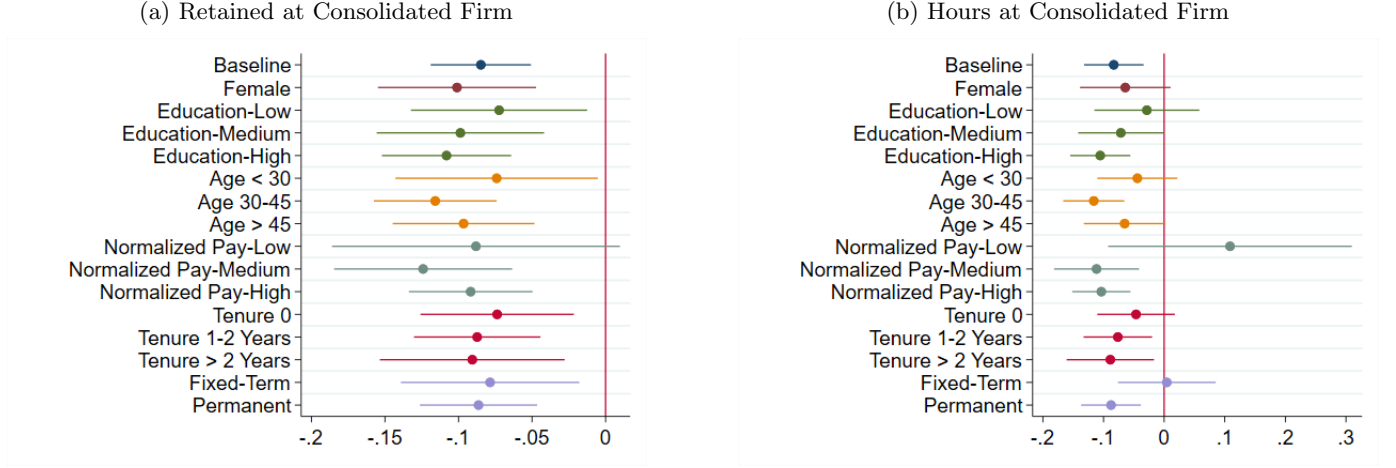 (a) Retained at Consolidated Firm
Baseline
Female
Education-Low
Education-Medium
Education-High
Age < 30
Age 30-45
Age > 45
Normalized Pay-Low
Normalized Pay-Medium
Normalized Pay-High
Tenure 0
Tenure 1-2 Years
Tenure > 2 Years
Fixed-Term
Permanent
-.2 -.15 -.1 -.05 0
(b) Hours at Consolidated Firm
Baseline
Female
Education-Low
Education-Medium
Education-High
Age < 30
Age 30-45
Age > 45
Normalized Pay-Low
Normalized Pay-Medium
Normalized Pay-High
Tenure 0
Tenure 1-2 Years
Tenure > 2 Years
Fixed-Term
Permanent
-.2 -.1 0 .1 .2 .3